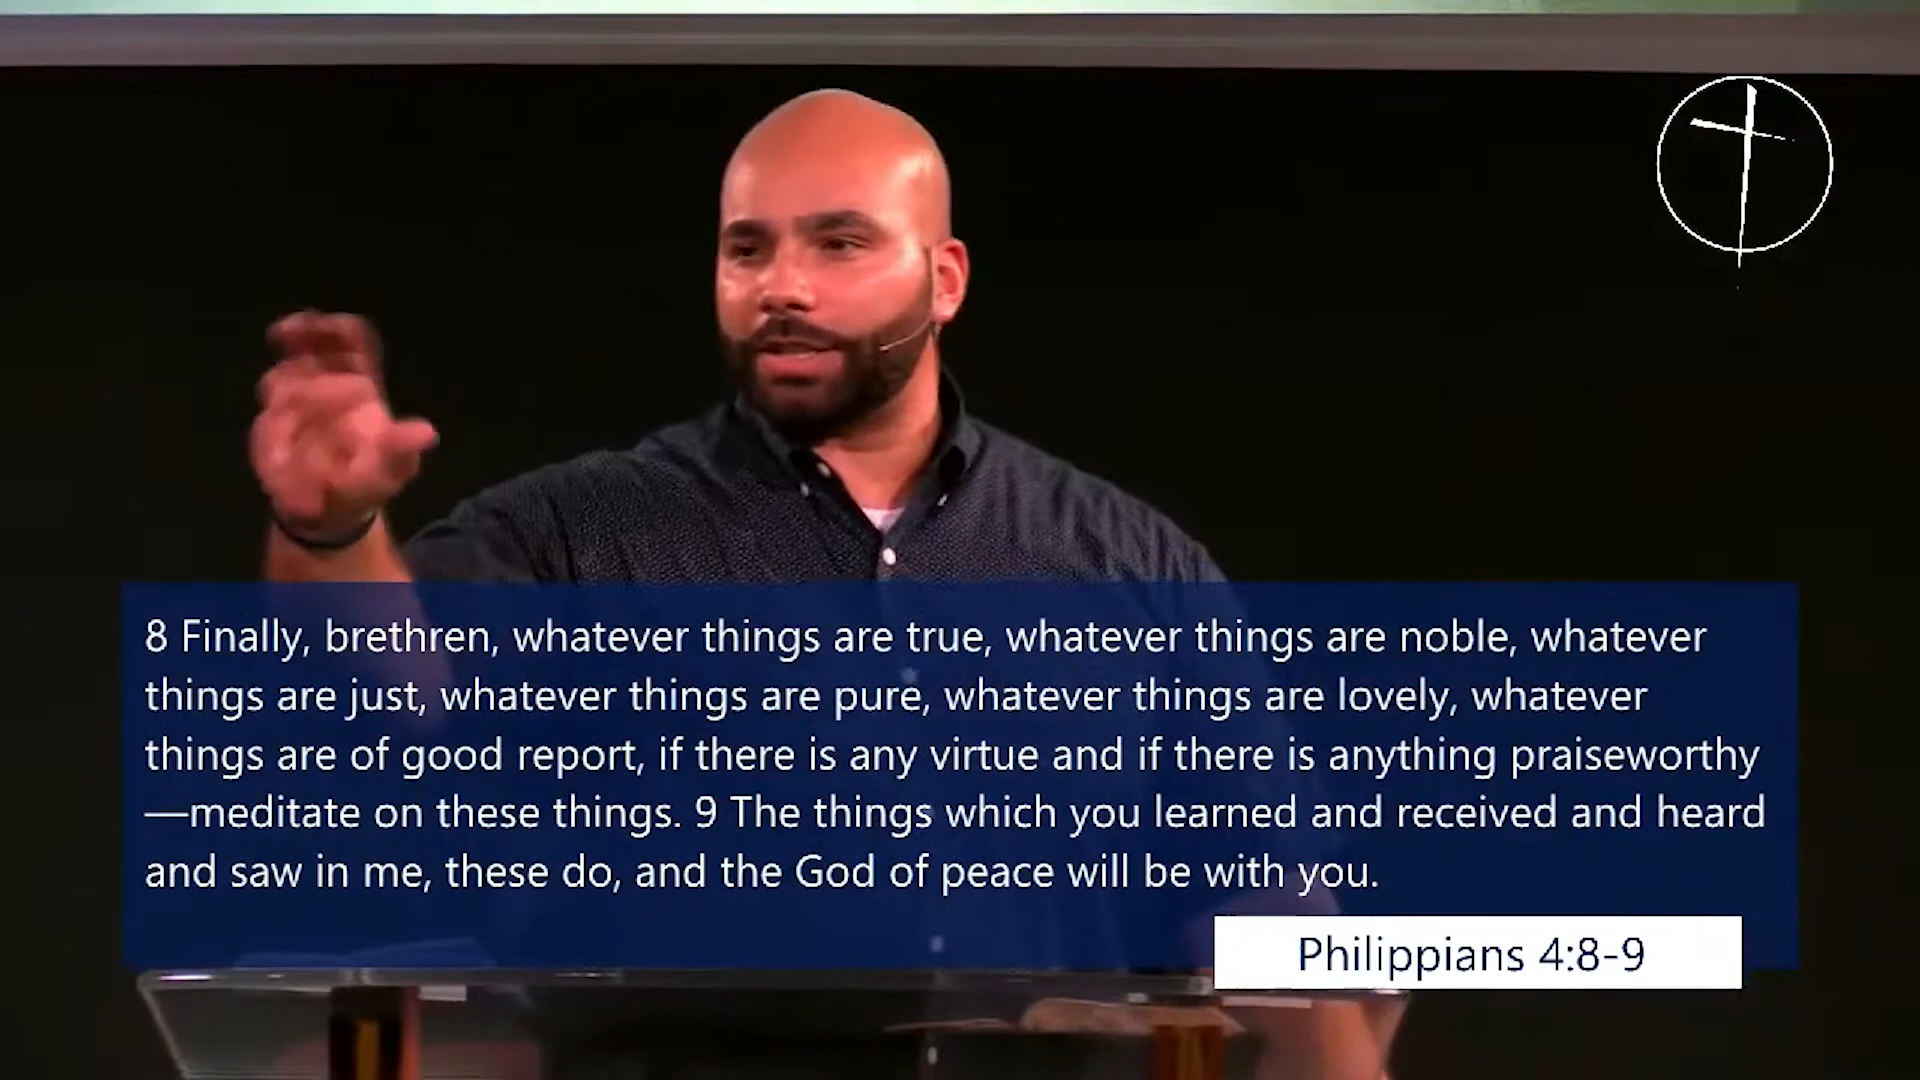 8 Finally, brethren, whatever things are true, whatever things are noble, whatever
things are just, whatever things are pure, whatever things are lovely, whatever
things are of good report, if there is any virtue and if there is anything praiseworthy
—meditate on these things. 9 The things which you learned and received and heard
and saw in me, these do, and the God of peace will be with you.
Philippians 4:8-9